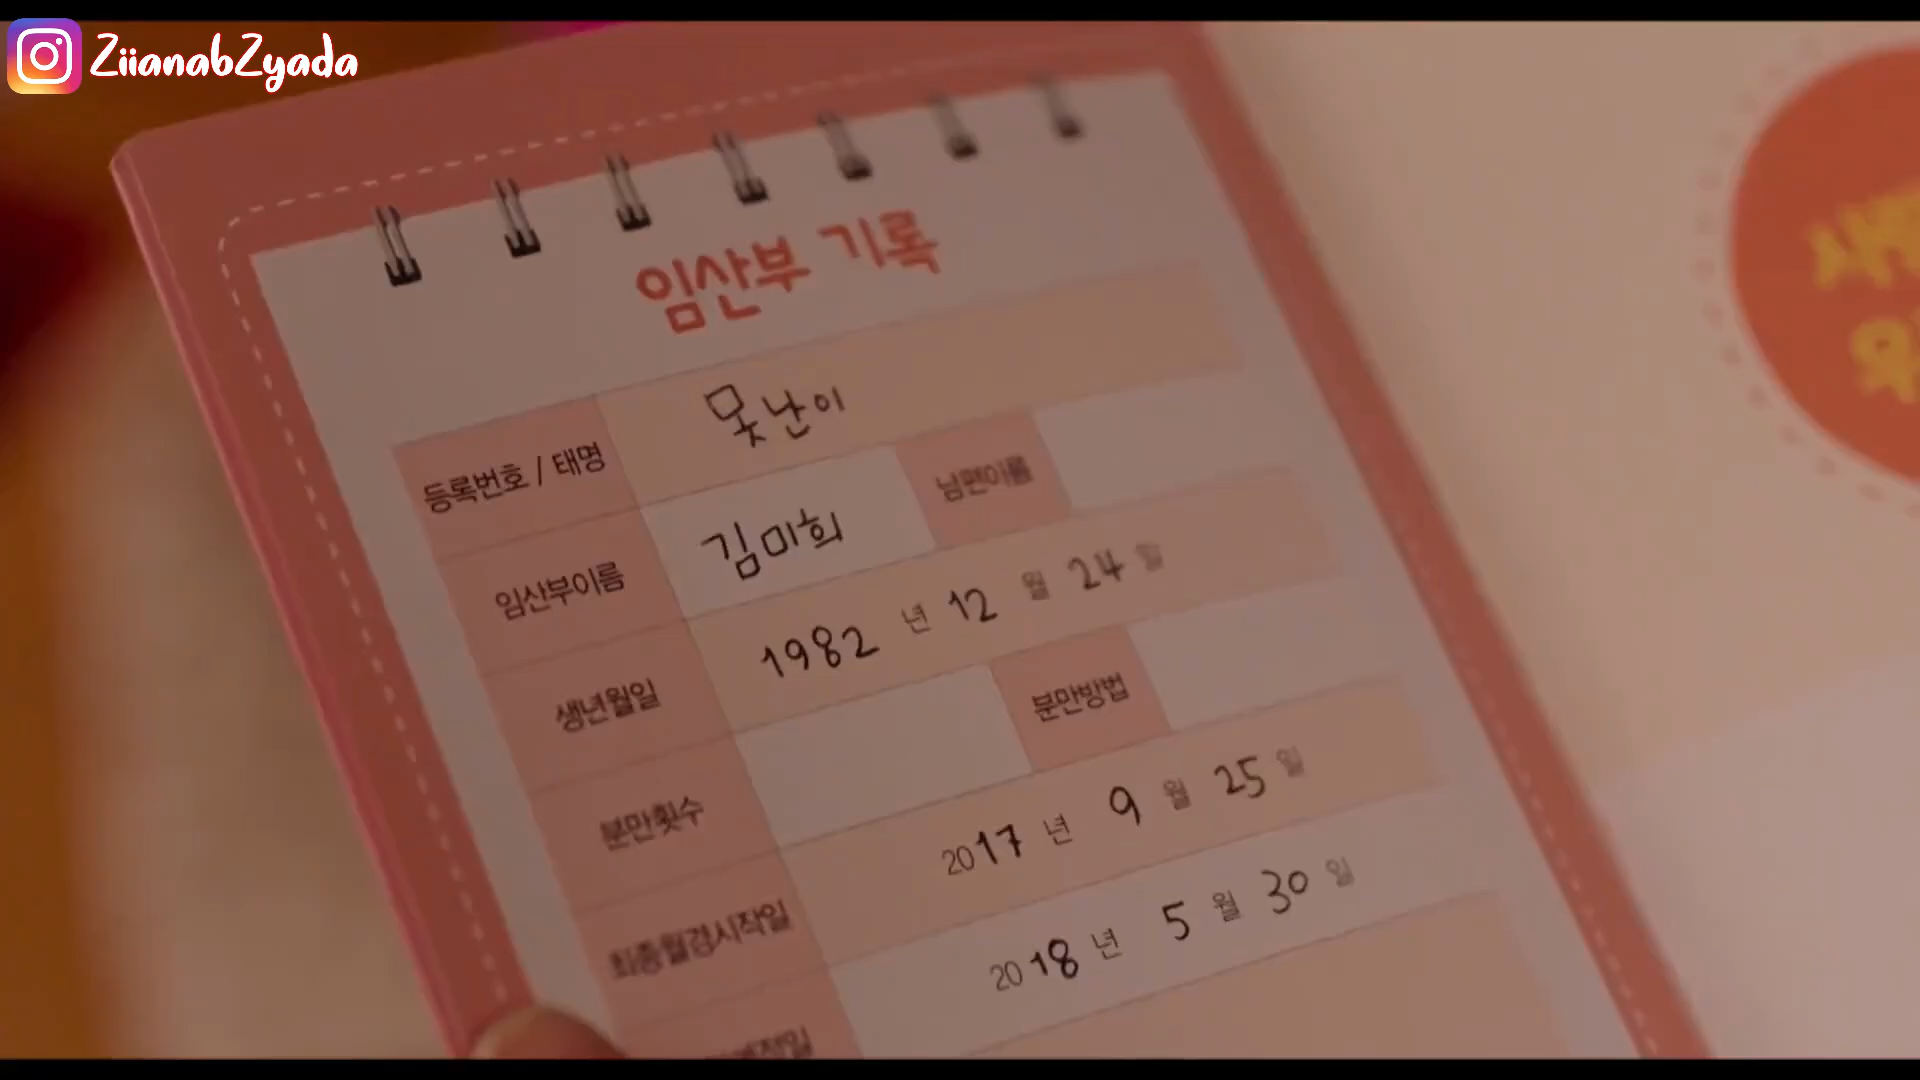 ZiianabZyada
임산부 기록
등록번호 / 태명 못난이
임산부이름 김미희 남편이름
생년월일 1982 년 12 월 24 일
분만횟수 분만방법
최종월경시작일 2017 년 9 월 25 일
2018 년 5 월 30 일